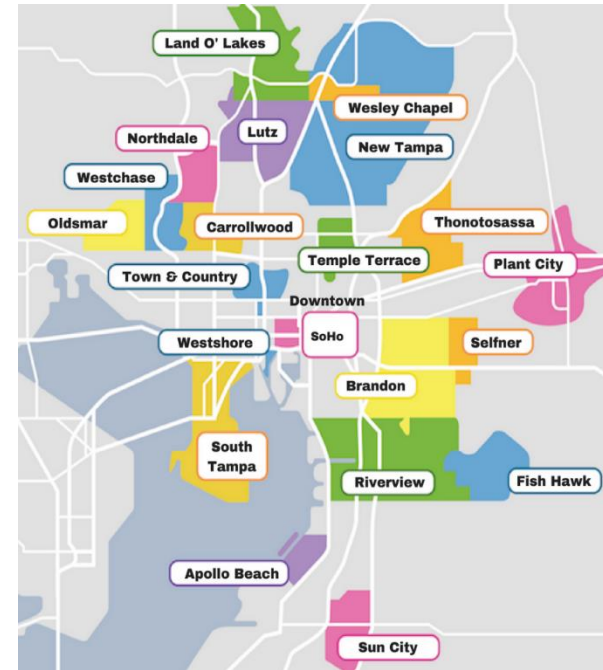 Land O' Lakes
Wesley Chapel
Lutz
Northdale
New Tampa
Westchase
Oldsmar
Carrollwood
Thonotosassa
Temple Terrace
Plant City
Town & Country
Downtown
SoHo
Westshore
Selfner
Brandon
South
Tampa
Riverview
Fish Hawk
Apollo Beach
Sun City